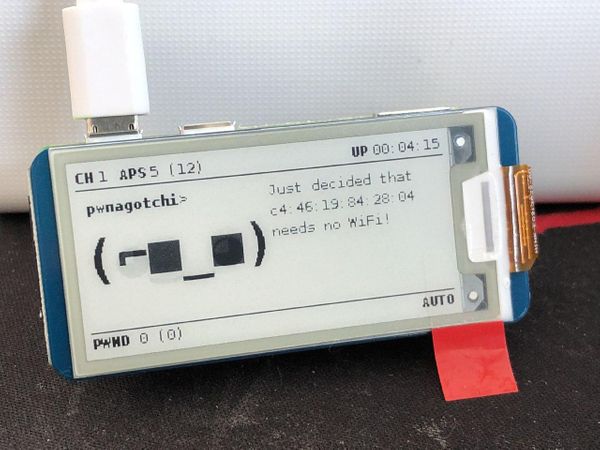 CH 1 APS 5 (12) UP 00:04:15
pwnagotchi>
Just decided that
c4:46:19:84:28:04
needs no WiFi!
(⌐■_■)
PWND 0 (0) AUTO